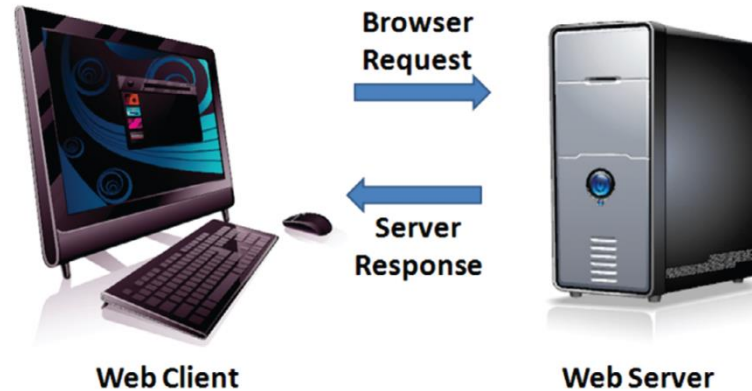 Browser
Request
Server
Response
Web Client
Web Server